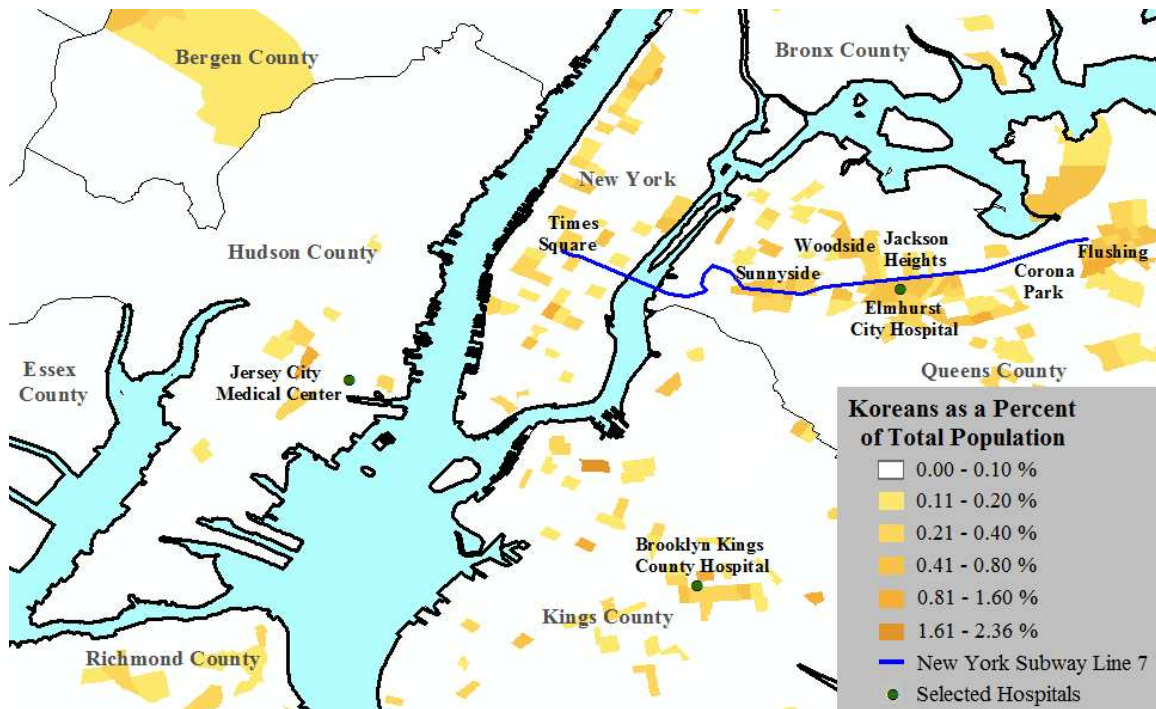 Bergen County
Bronx County
New York
Times
Square
Hudson County
Woodside
Jackson
Heights
Flushing
Sunnyside
Corona
Park
Elmhurst
City Hospital
Essex
County
Jersey City
Medical Center
Queens County
Koreans as a Percent
of Total Population
0.00 - 0.10 %
0.11 - 0.20 %
0.21 - 0.40 %
0.41 - 0.80 %
0.81 - 1.60 %
1.61 - 2.36 %
New York Subway Line 7
Selected Hospitals
Brooklyn Kings
County Hospital
Kings County
Richmond County